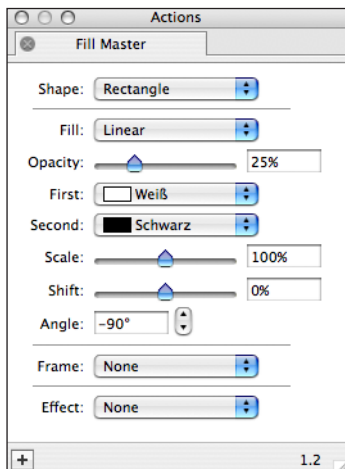 Actions
Fill Master
Shape: Rectangle
Fill: Linear
Opacity: 25%
First: Weiß
Second: Schwarz
Scale: 100%
Shift: 0%
Angle: -90°
Frame: None
Effect: None
+ 1.2